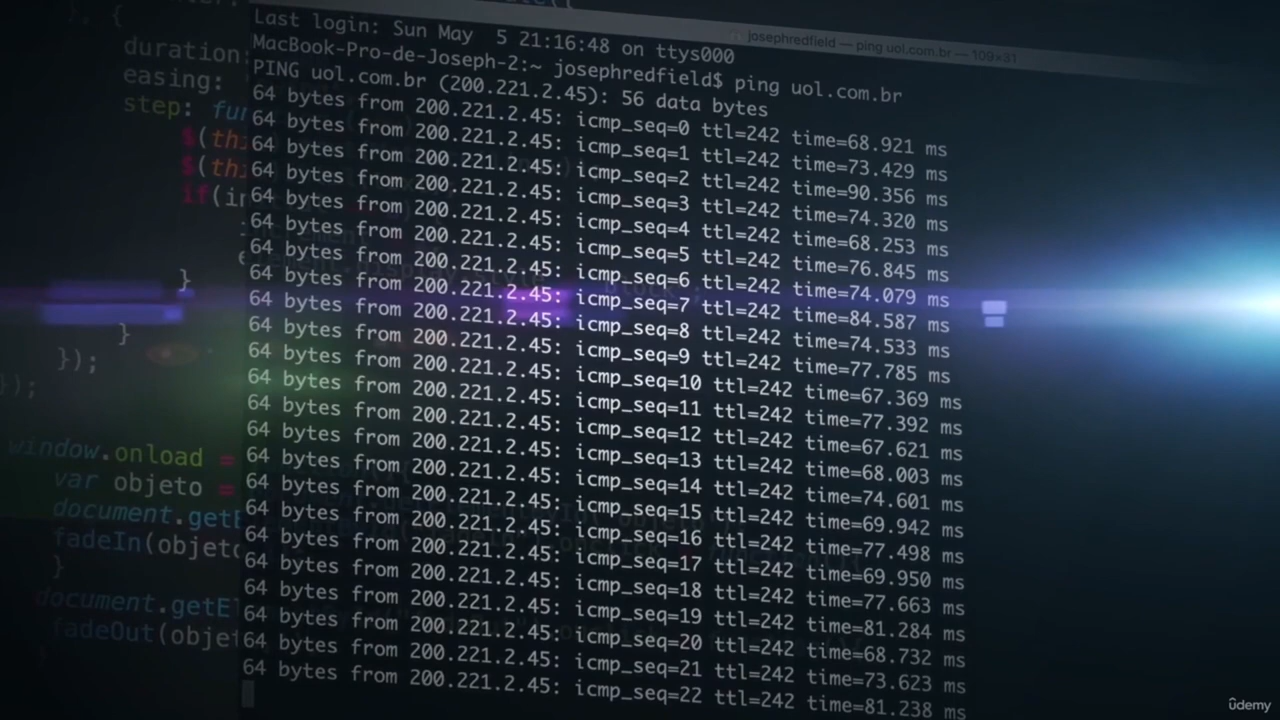 josephredfield — ping uol.com.br — 109×31
Last login: Sun May  5 21:16:48 on ttys000
MacBook-Pro-de-Joseph-2:~ josephredfield$ ping uol.com.br
PING uol.com.br (200.221.2.45): 56 data bytes
64 bytes from 200.221.2.45: icmp_seq=0 ttl=242 time=68.921 ms
64 bytes from 200.221.2.45: icmp_seq=1 ttl=242 time=73.429 ms
64 bytes from 200.221.2.45: icmp_seq=2 ttl=242 time=90.356 ms
64 bytes from 200.221.2.45: icmp_seq=3 ttl=242 time=74.320 ms
64 bytes from 200.221.2.45: icmp_seq=4 ttl=242 time=68.253 ms
64 bytes from 200.221.2.45: icmp_seq=5 ttl=242 time=76.845 ms
64 bytes from 200.221.2.45: icmp_seq=6 ttl=242 time=74.079 ms
64 bytes from 200.221.2.45: icmp_seq=7 ttl=242 time=84.587 ms
64 bytes from 200.221.2.45: icmp_seq=8 ttl=242 time=74.533 ms
64 bytes from 200.221.2.45: icmp_seq=9 ttl=242 time=77.785 ms
64 bytes from 200.221.2.45: icmp_seq=10 ttl=242 time=67.369 ms
64 bytes from 200.221.2.45: icmp_seq=11 ttl=242 time=77.392 ms
64 bytes from 200.221.2.45: icmp_seq=12 ttl=242 time=67.621 ms
64 bytes from 200.221.2.45: icmp_seq=13 ttl=242 time=68.003 ms
64 bytes from 200.221.2.45: icmp_seq=14 ttl=242 time=74.601 ms
64 bytes from 200.221.2.45: icmp_seq=15 ttl=242 time=69.942 ms
64 bytes from 200.221.2.45: icmp_seq=16 ttl=242 time=77.498 ms
64 bytes from 200.221.2.45: icmp_seq=17 ttl=242 time=69.950 ms
64 bytes from 200.221.2.45: icmp_seq=18 ttl=242 time=77.663 ms
64 bytes from 200.221.2.45: icmp_seq=19 ttl=242 time=81.284 ms
64 bytes from 200.221.2.45: icmp_seq=20 ttl=242 time=68.732 ms
64 bytes from 200.221.2.45: icmp_seq=21 ttl=242 time=73.623 ms
64 bytes from 200.221.2.45: icmp_seq=22 ttl=242 time=81.238 ms
duration:
easing:
step:
$(
$(
if(
}
}
});
});
window.onload =
var objeto =
document.
fadeIn(
}
document.
fadeOut(
}
ûdemy